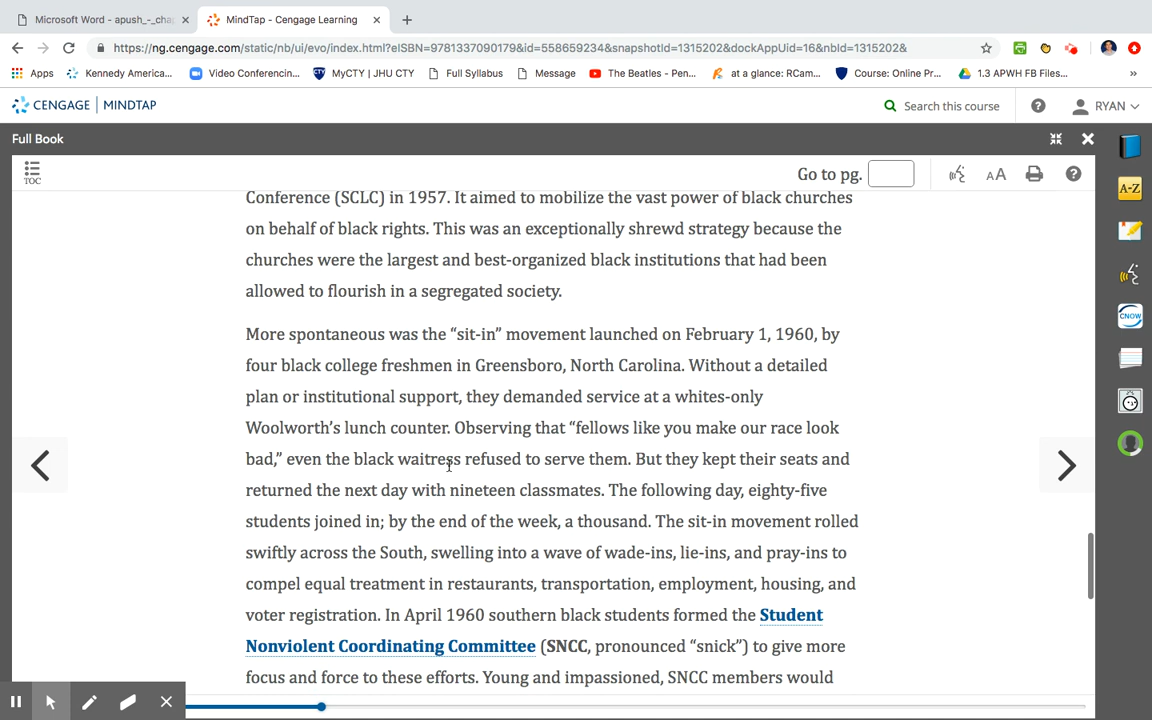 Microsoft Word - apush_-_cha
MindTap - Cengage Learning
https://ng.cengage.com/static/nb/ui/evo/index.html?eISBN=9781337090179&id=558659234&snapshotId=1315202&dockAppUid=16&nbId=1315202&
Apps
Kennedy America...
Video Conferencin...
CTY
MyCTY | JHU CTY
Full Syllabus
Message
The Beatles - Pen...
at a glance: RCam...
Course: Online Pr...
1.3 APWH FB Files...
»
CENGAGE | MINDTAP
Search this course
?
RYAN
Full Book
TOC
Go to pg.
AA
?
A-Z
CNOW
Conference (SCLC) in 1957. It aimed to mobilize the vast power of black churches
on behalf of black rights. This was an exceptionally shrewd strategy because the
churches were the largest and best-organized black institutions that had been
allowed to flourish in a segregated society.
More spontaneous was the “sit-in” movement launched on February 1, 1960, by
four black college freshmen in Greensboro, North Carolina. Without a detailed
plan or institutional support, they demanded service at a whites-only
Woolworth’s lunch counter. Observing that “fellows like you make our race look
bad,” even the black waitress refused to serve them. But they kept their seats and
returned the next day with nineteen classmates. The following day, eighty-five
students joined in; by the end of the week, a thousand. The sit-in movement rolled
swiftly across the South, swelling into a wave of wade-ins, lie-ins, and pray-ins to
compel equal treatment in restaurants, transportation, employment, housing, and
voter registration. In April 1960 southern black students formed the Student
Nonviolent Coordinating Committee (SNCC, pronounced “snick”) to give more
focus and force to these efforts. Young and impassioned, SNCC members would